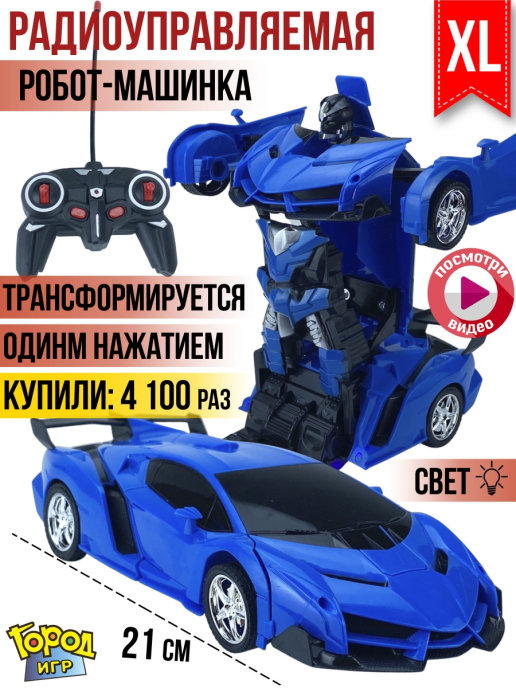 РАДИОУПРАВЛЯЕМАЯ
XL
РОБОТ-МАШИНКА
ПОСМОТРИ
ВИДЕО
ТРАНСФОРМИРУЕТСЯ
ОДИНМ НАЖАТИЕМ
КУПИЛИ: 4 100 РАЗ
СВЕТ
21 СМ
ГОРОД
ИГР